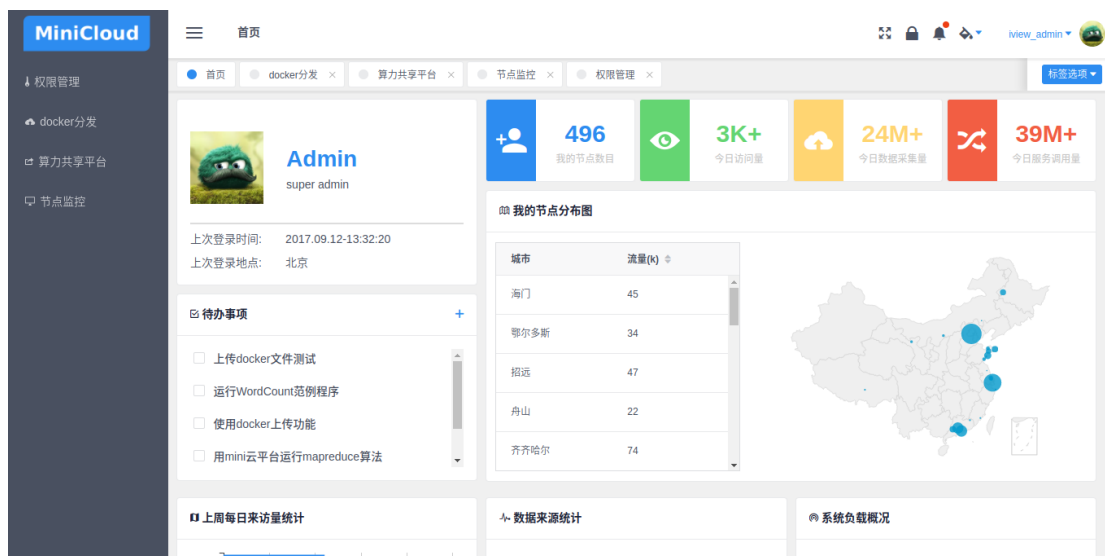 MiniCloud
首页
iview_admin
权限管理
docker分发
算力共享平台
节点监控
首页
docker分发 ×
算力共享平台 ×
节点监控 ×
权限管理 ×
标签选项
Admin
super admin
上次登录时间: 2017.09.12-13:32:20
上次登录地点: 北京
496
我的节点数目
3K+
今日访问量
24M+
今日数据采集量
39M+
今日服务调用量
待办事项
上传docker文件测试
运行WordCount范例程序
使用docker上传功能
用mini云平台运行mapreduce算法
我的节点分布图
城市 流量(k)
海门 45
鄂尔多斯 34
招远 47
舟山 22
齐齐哈尔 74
上周每日来访量统计
数据来源统计
系统负载概况